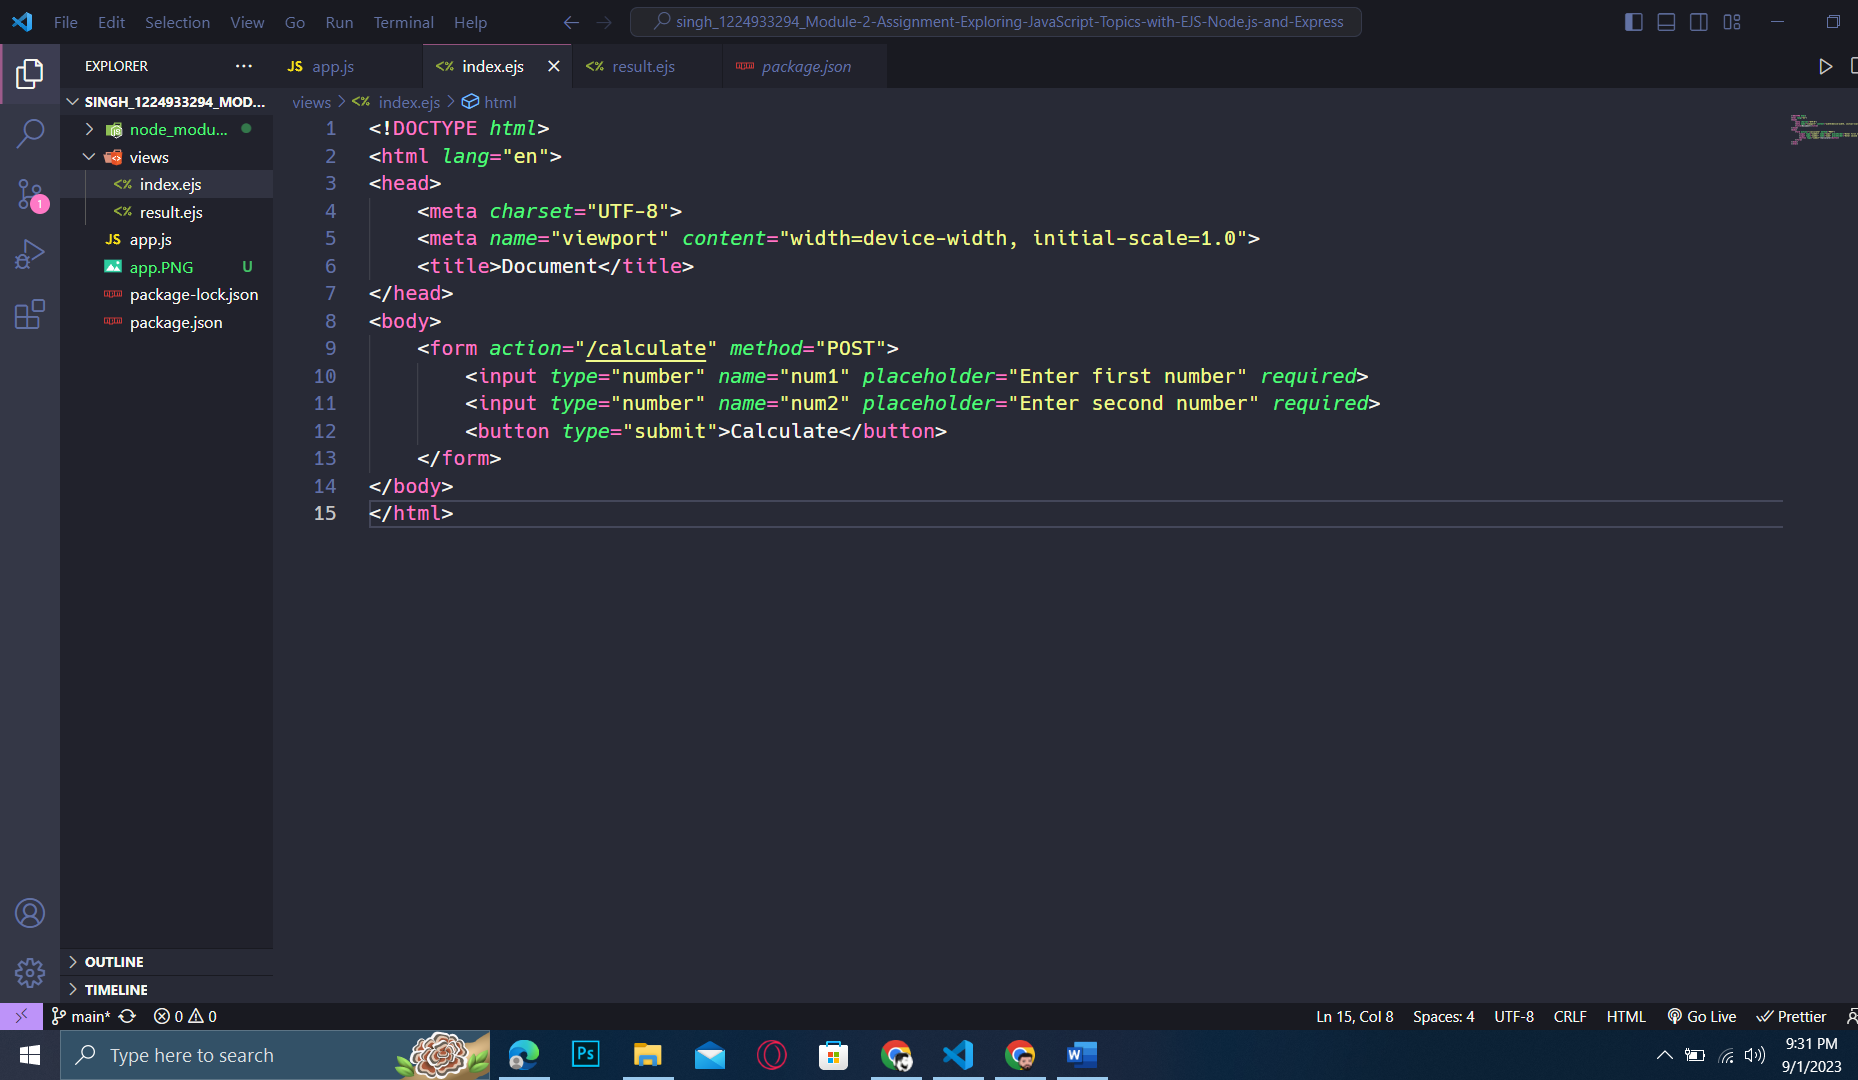 File Edit Selection View Go Run Terminal Help
singh_1224933294_Module-2-Assignment-Exploring-JavaScript-Topics-with-EJS-Node.js-and-Express
EXPLORER ···
JS app.js
<% index.ejs
<% result.ejs
package.json
SINGH_1224933294_MOD...
node_modu...
views
<% index.ejs
<% result.ejs
JS app.js
app.PNG U
package-lock.json
package.json
1
views > <% index.ejs > html
1 <!DOCTYPE html>
2 <html lang="en">
3 <head>
4 <meta charset="UTF-8">
5 <meta name="viewport" content="width=device-width, initial-scale=1.0">
6 <title>Document</title>
7 </head>
8 <body>
9 <form action="/calculate" method="POST">
10 <input type="number" name="num1" placeholder="Enter first number" required>
11 <input type="number" name="num2" placeholder="Enter second number" required>
12 <button type="submit">Calculate</button>
13 </form>
14 </body>
15 </html>
OUTLINE
TIMELINE
main* 0 0
Ln 15, Col 8 Spaces: 4 UTF-8 CRLF HTML Go Live Prettier
Type here to search
Ps
W
9:31 PM
9/1/2023